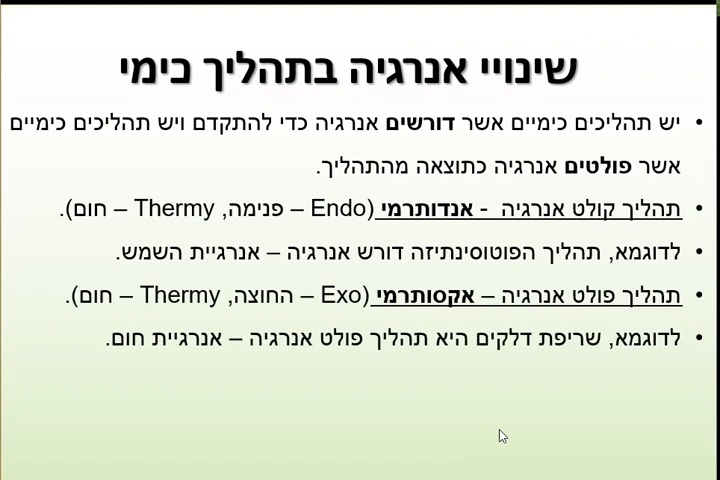 שינויי אנרגיה בתהליך כימי
• יש תהליכים כימיים אשר דורשים אנרגיה כדי להתקדם ויש תהליכים כימיים
אשר פולטים אנרגיה כתוצאה מהתהליך.
• תהליך קולט אנרגיה - אנדותרמי (Endo – פנימה, Thermy – חום).
• לדוגמא, תהליך הפוטוסינתיזה דורש אנרגיה – אנרגיית השמש.
• תהליך פולט אנרגיה – אקסותרמי (Exo – החוצה, Thermy – חום).
• לדוגמא, שריפת דלקים היא תהליך פולט אנרגיה – אנרגיית חום.